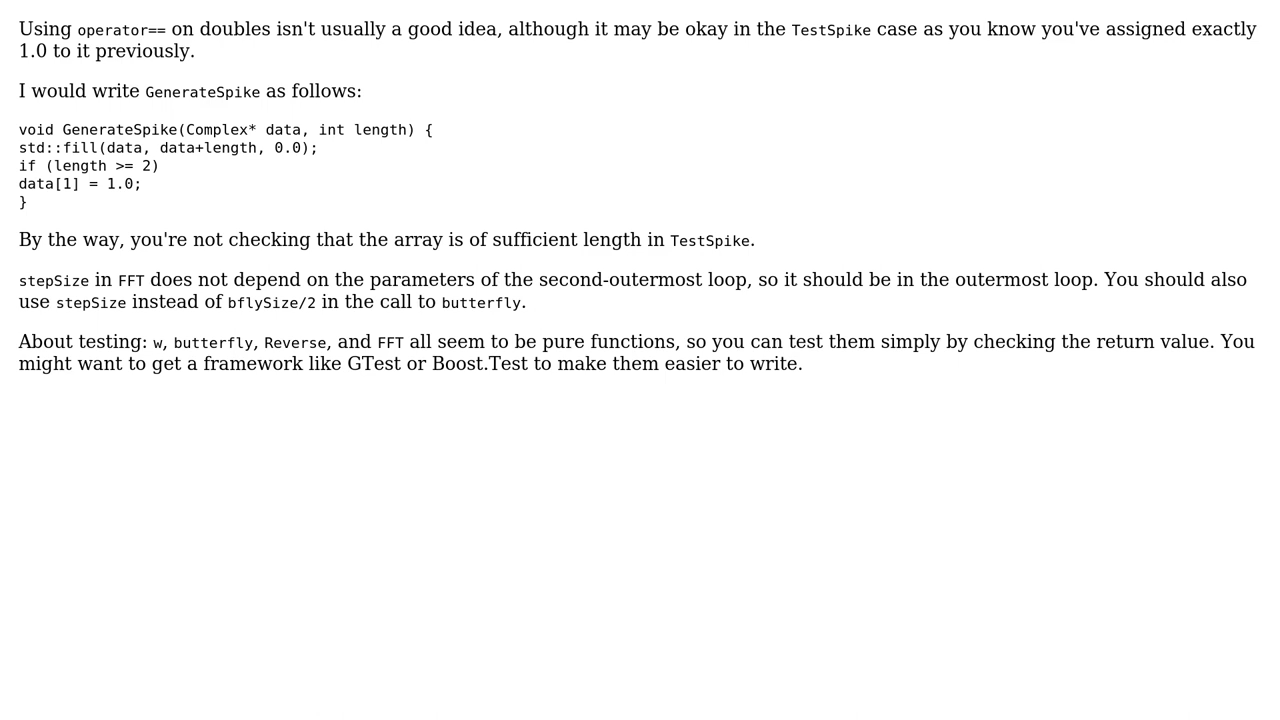 Using operator== on doubles isn't usually a good idea, although it may be okay in the TestSpike case as you know you've assigned exactly
1.0 to it previously.
I would write GenerateSpike as follows:
void GenerateSpike(Complex* data, int length) {
std::fill(data, data+length, 0.0);
if (length >= 2)
data[1] = 1.0;
}
By the way, you're not checking that the array is of sufficient length in TestSpike.
stepSize in FFT does not depend on the parameters of the second-outermost loop, so it should be in the outermost loop. You should also
use stepSize instead of bflySize/2 in the call to butterfly.
About testing: w, butterfly, Reverse, and FFT all seem to be pure functions, so you can test them simply by checking the return value. You
might want to get a framework like GTest or Boost.Test to make them easier to write.